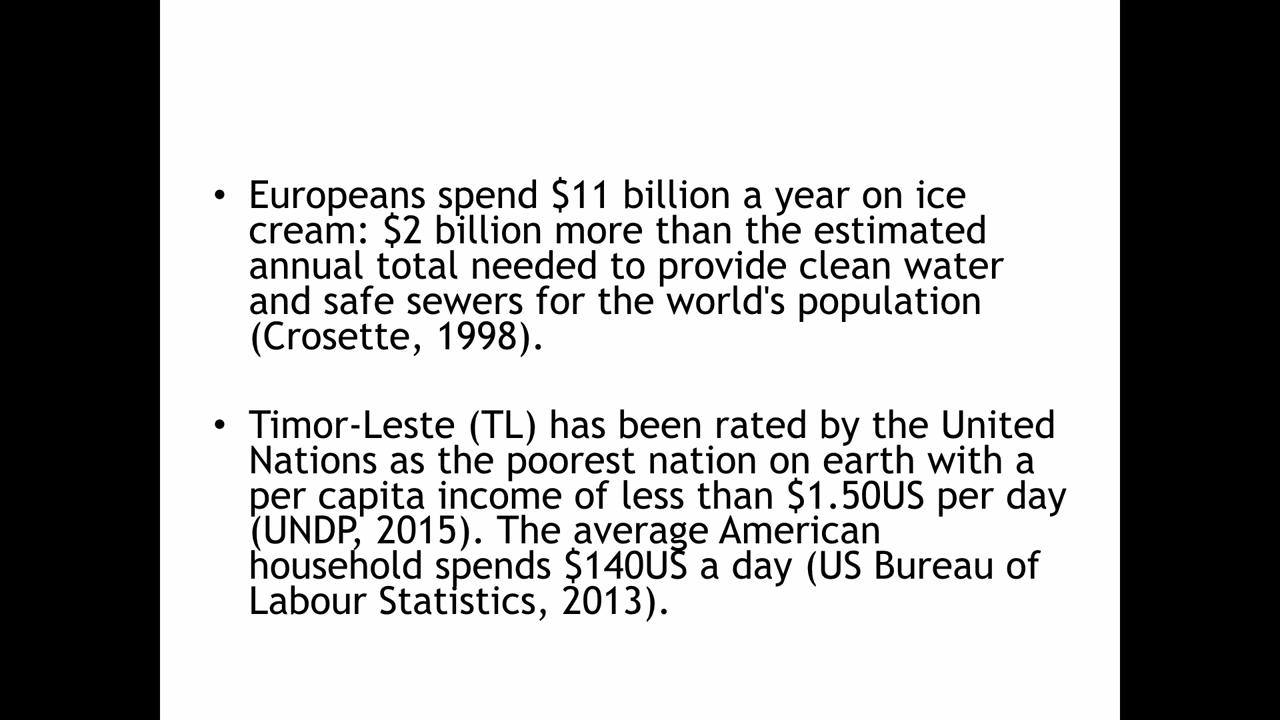 • Europeans spend $11 billion a year on ice
cream: $2 billion more than the estimated
annual total needed to provide clean water
and safe sewers for the world's population
(Crosette, 1998).
• Timor-Leste (TL) has been rated by the United
Nations as the poorest nation on earth with a
per capita income of less than $1.50US per day
(UNDP, 2015). The average American
household spends $140US a day (US Bureau of
Labour Statistics, 2013).